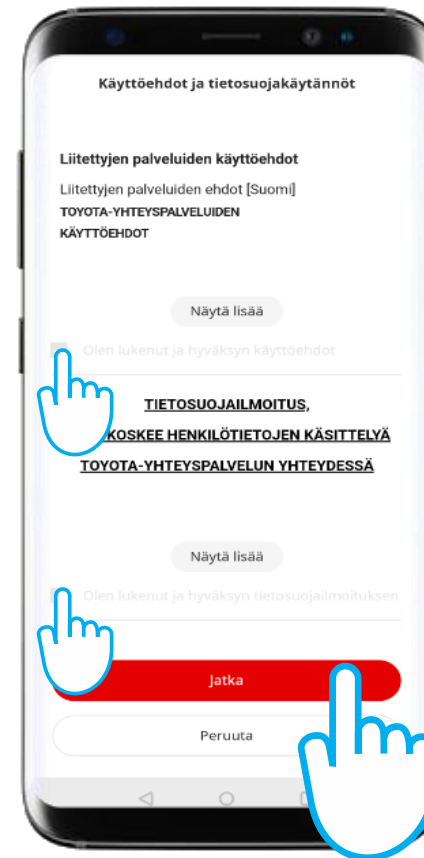 Käyttöehdot ja tietosuojakäytännöt
Liitettyjen palveluiden käyttöehdot
Liitettyjen palveluiden ehdot [Suomi]
TOYOTA-YHTEYSPALVELUIDEN
KÄYTTÖEHDOT
Näytä lisää
Olen lukenut ja hyväksyn käyttöehdot
TIETOSUOJAILMOITUS,
KOSKEE HENKILÖTIETOJEN KÄSITTELYÄ
TOYOTA-YHTEYSPALVELUN YHTEYDESSÄ
Näytä lisää
Olen lukenut ja hyväksyn tietosuojailmoituksen
Jatka
Peruuta